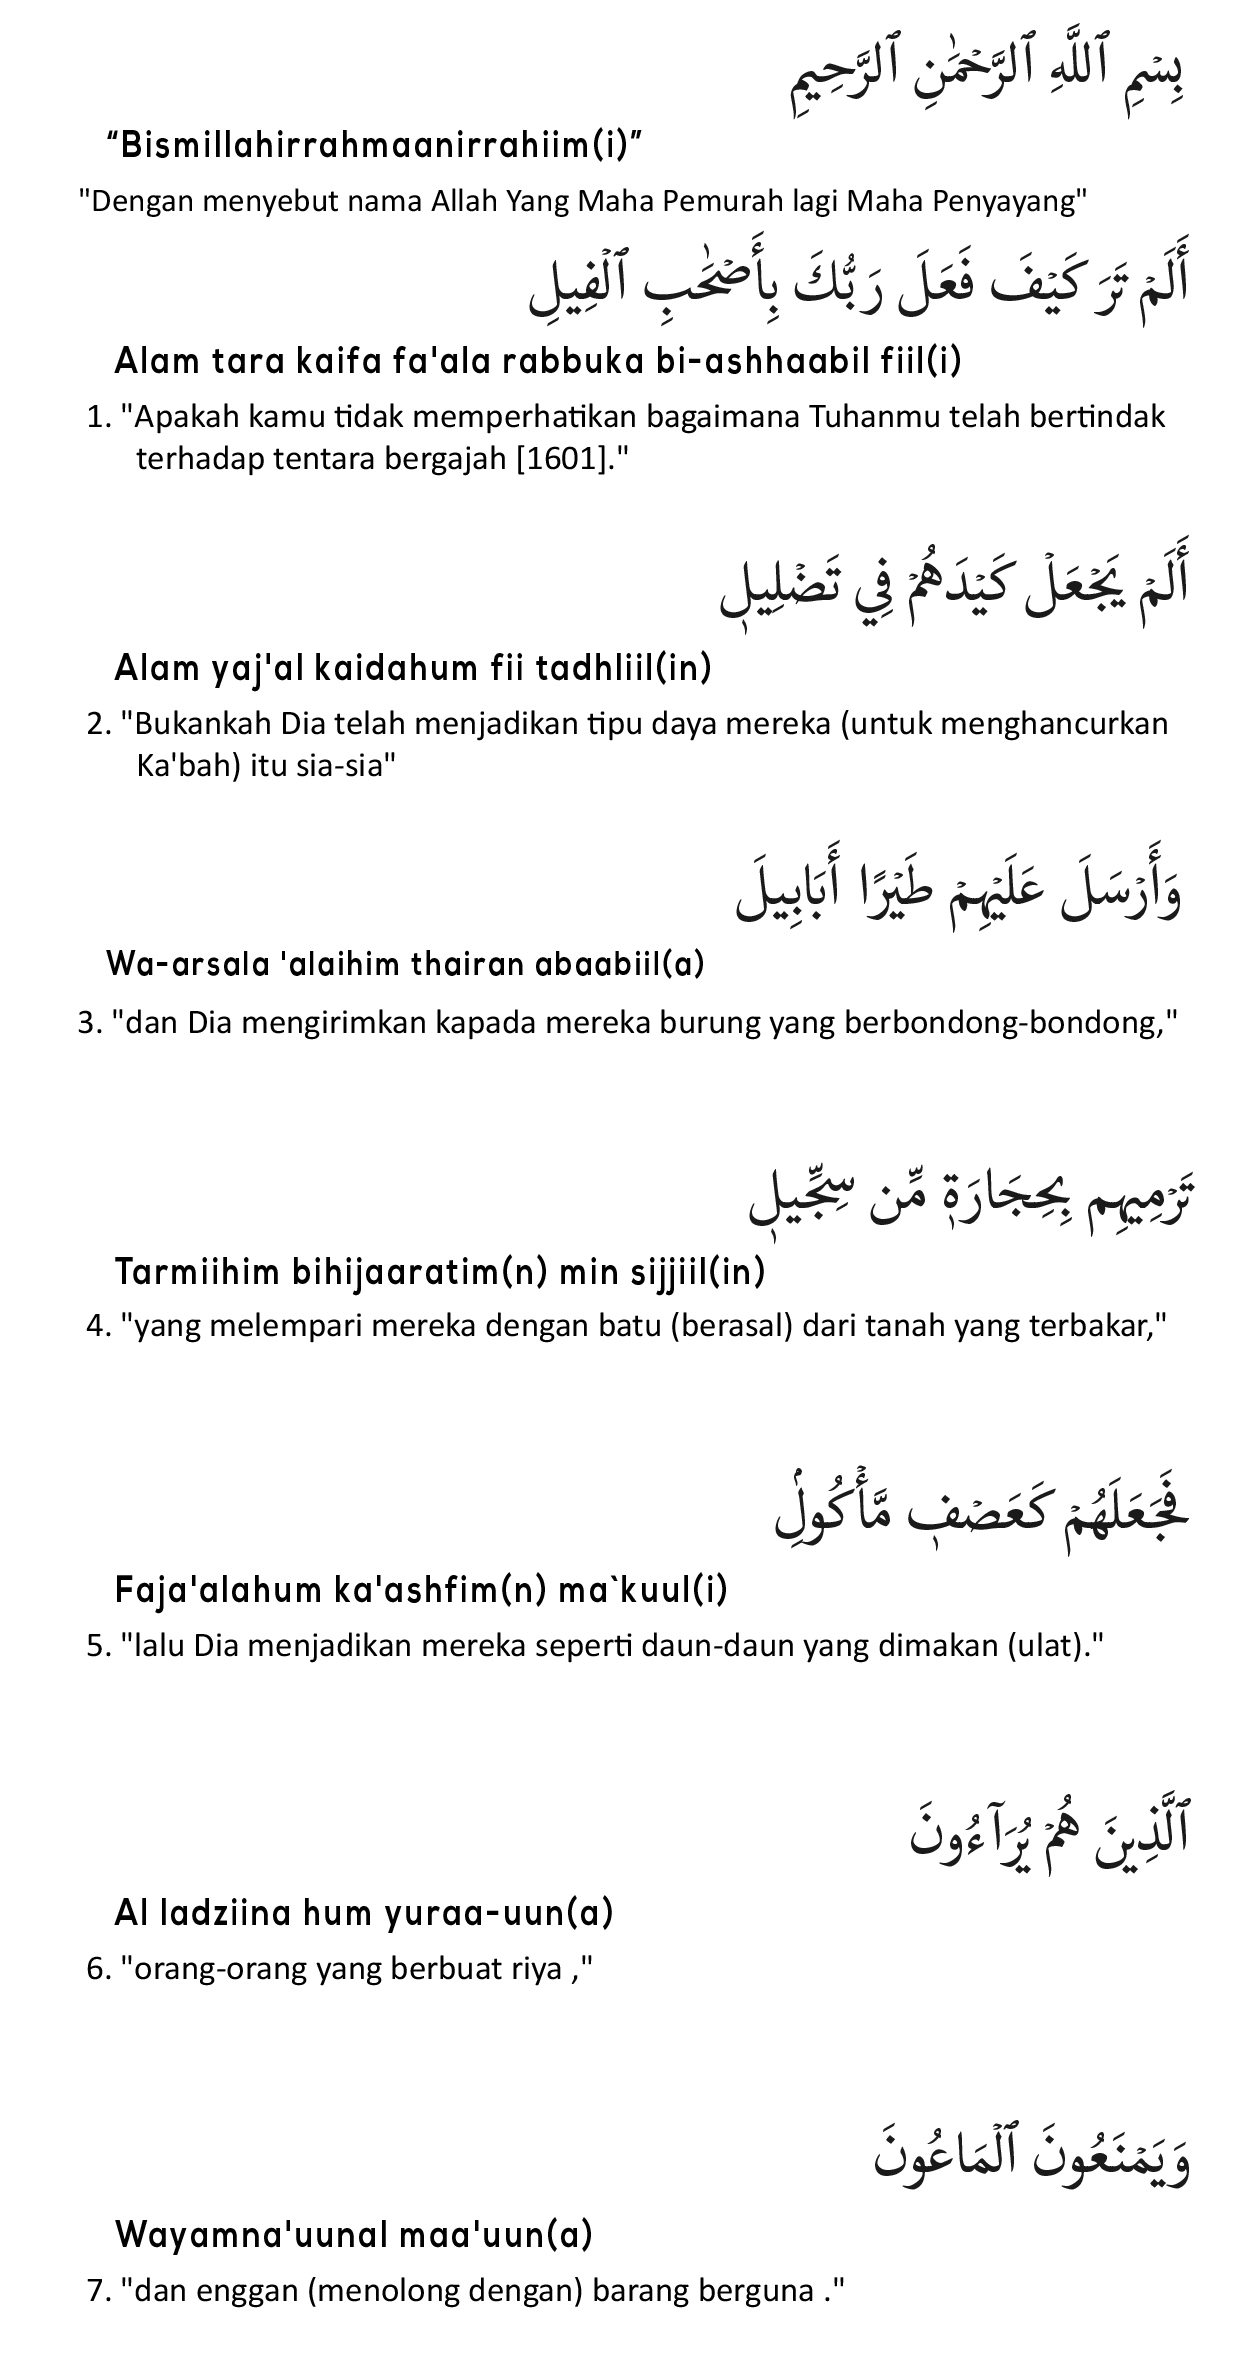 بِسۡمِ ٱللَّهِ ٱلرَّحۡمَٰنِ ٱلرَّحِيمِ
“Bismillahirrahmaanirrahiim(i)”
"Dengan menyebut nama Allah Yang Maha Pemurah lagi Maha Penyayang"
أَلَمۡ تَرَ كَيۡفَ فَعَلَ رَبُّكَ بِأَصۡحَٰبِ ٱلۡفِيلِ
Alam tara kaifa fa'ala rabbuka bi-ashhaabil fiil(i)
1. "Apakah kamu tidak memperhatikan bagaimana Tuhanmu telah bertindak
terhadap tentara bergajah [1601]."
أَلَمۡ يَجۡعَلۡ كَيۡدَهُمۡ فِي تَضۡلِيلٖ
Alam yaj'al kaidahum fii tadhliil(in)
2. "Bukankah Dia telah menjadikan tipu daya mereka (untuk menghancurkan
Ka'bah) itu sia-sia"
وَأَرۡسَلَ عَلَيۡهِمۡ طَيۡرًا أَبَابِيلَ
Wa-arsala 'alaihim thairan abaabiil(a)
3. "dan Dia mengirimkan kapada mereka burung yang berbondong-bondong,"
تَرۡمِيهِم بِحِجَارَةٖ مِّن سِجِّيلٖ
Tarmiihim bihijaaratim(n) min sijjiil(in)
4. "yang melempari mereka dengan batu (berasal) dari tanah yang terbakar,"
فَجَعَلَهُمۡ كَعَصۡفٖ مَّأۡكُولِۭ
Faja'alahum ka'ashfim(n) ma`kuul(i)
5. "lalu Dia menjadikan mereka seperti daun-daun yang dimakan (ulat)."
ٱلَّذِينَ هُمۡ يُرَآءُونَ
Al ladziina hum yuraa-uun(a)
6. "orang-orang yang berbuat riya ,"
وَيَمۡنَعُونَ ٱلۡمَاعُونَ
Wayamna'uunal maa'uun(a)
7. "dan enggan (menolong dengan) barang berguna ."